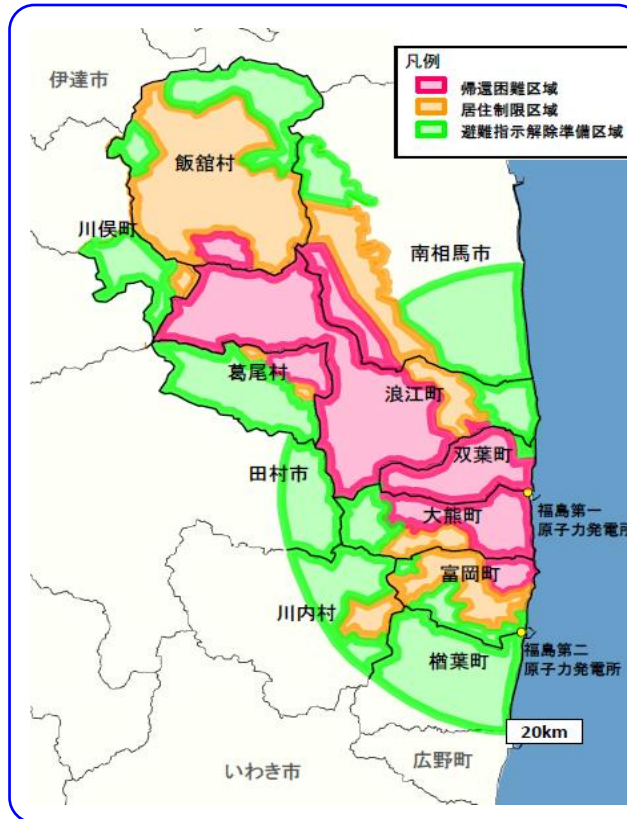 凡例
帰還困難区域
居住制限区域
避難指示解除準備区域
伊達市
飯舘村
川俣町
南相馬市
葛尾村
浪江町
双葉町
田村市
大熊町
福島第一
原子力発電所
富岡町
川内村
福島第二
原子力発電所
楢葉町
20km
広野町
いわき市